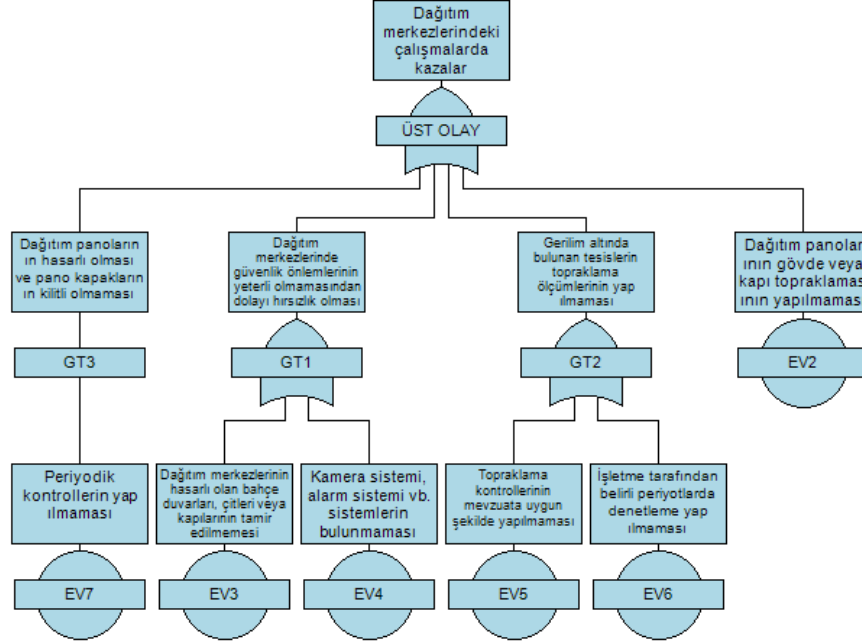 Dağıtım
merkezlerindeki
çalışmalarda
kazalar
ÜST OLAY
Dağıtım panoların
ın hasarlı olması
ve pano kapakların
ın kilitli olmaması
GT3
Dağıtım
merkezlerinde
güvenlik önlemlerinin
yeterli olmamasından
dolayı hırsızlık olması
GT1
Gerilim altında
bulunan tesislerin
topraklama
ölçümlerinin yap
ılmaması
GT2
Dağıtım panolar
ının gövde veya
kapı topraklamas
ının yapılmaması
EV2
Periyodik
kontrollerin yap
ılmaması
EV7
Dağıtım merkezlerinin
hasarlı olan bahçe
duvarları, çitleri veya
kapılarının tamir
edilmemesi
EV3
Kamera sistemi,
alarm sistemi vb.
sistemlerin
bulunmaması
EV4
Topraklama
kontrollerinin
mevzuata uygun
şekilde yapılmaması
EV5
İşletme tarafından
belirli periyotlarda
denetleme yap
ılmaması
EV6